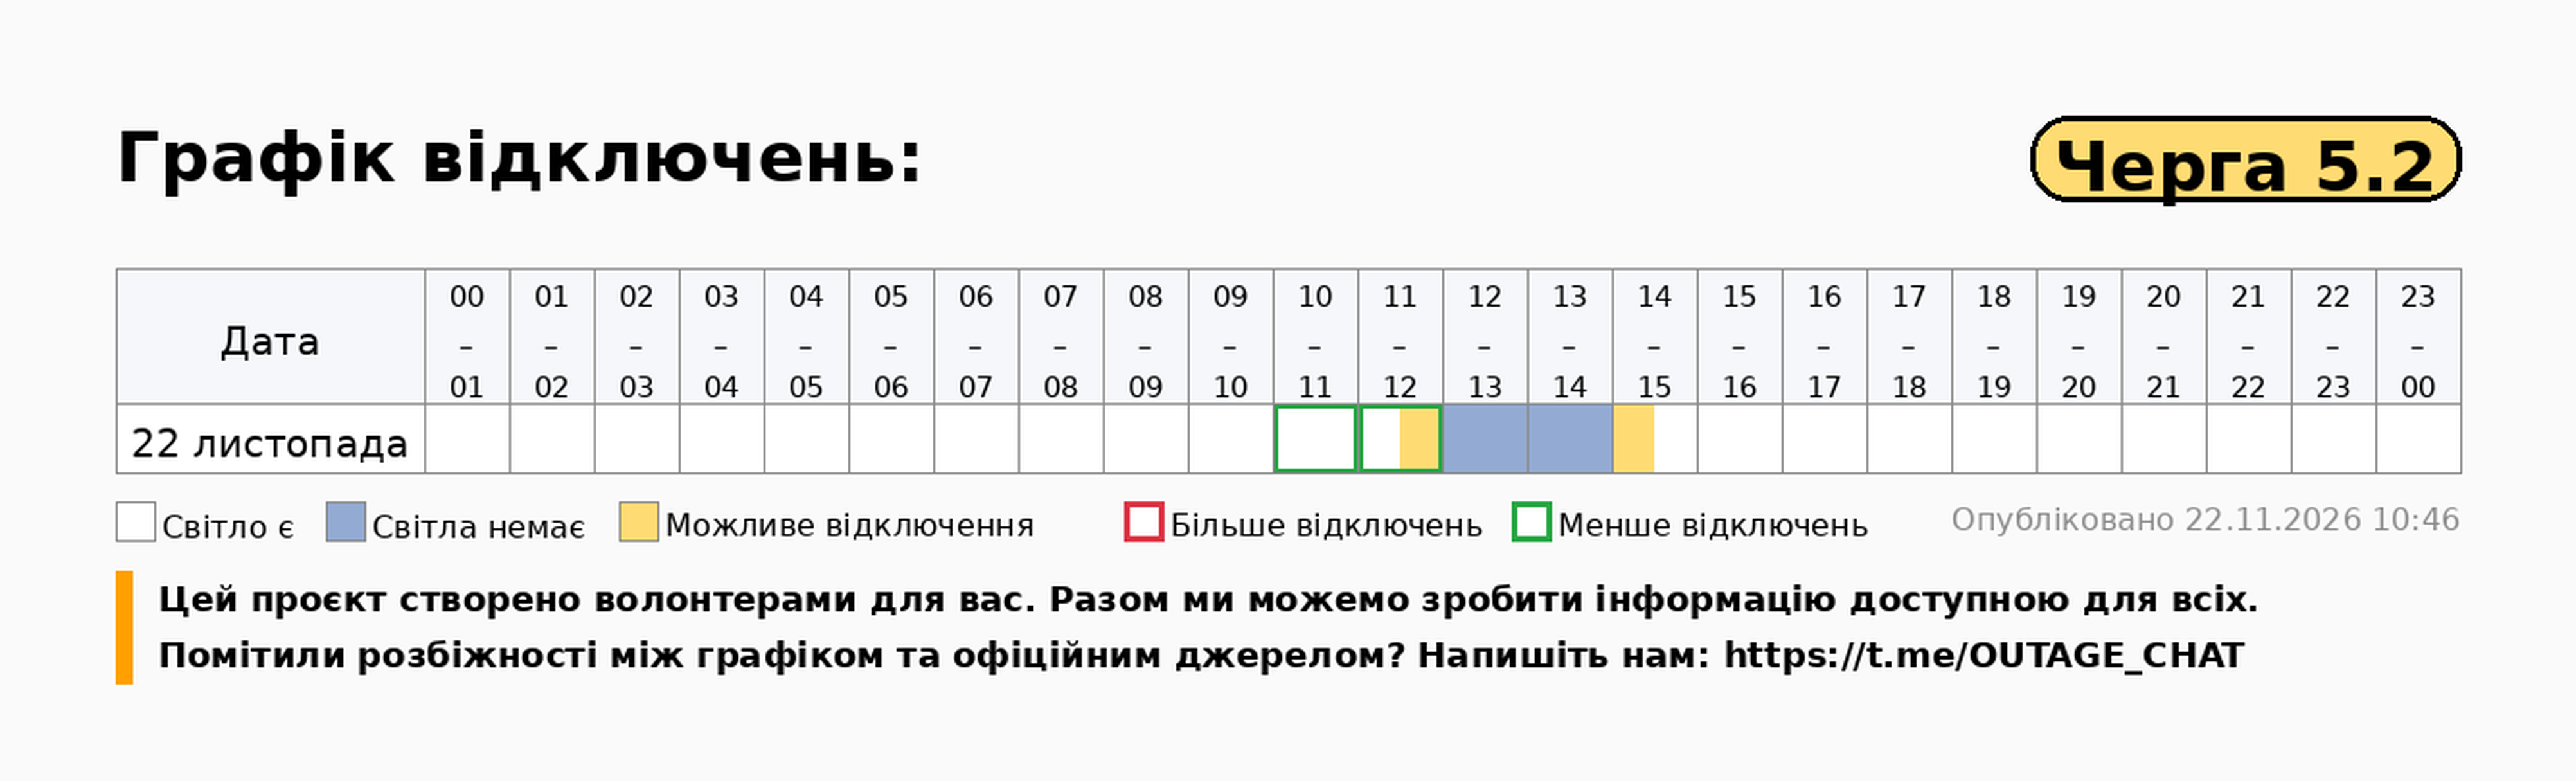 Графік відключень:
Черга 5.2
Дата
00 – 01
01 – 02
02 – 03
03 – 04
04 – 05
05 – 06
06 – 07
07 – 08
08 – 09
09 – 10
10 – 11
11 – 12
12 – 13
13 – 14
14 – 15
15 – 16
16 – 17
17 – 18
18 – 19
19 – 20
20 – 21
21 – 22
22 – 23
23 – 00
22 листопада
Світло є
Світла немає
Можливе відключення
Більше відключень
Менше відключень
Опубліковано 22.11.2026 10:46
Цей проєкт створено волонтерами для вас. Разом ми можемо зробити інформацію доступною для всіх.
Помітили розбіжності між графіком та офіційним джерелом? Напишіть нам: https://t.me/OUTAGE_CHAT